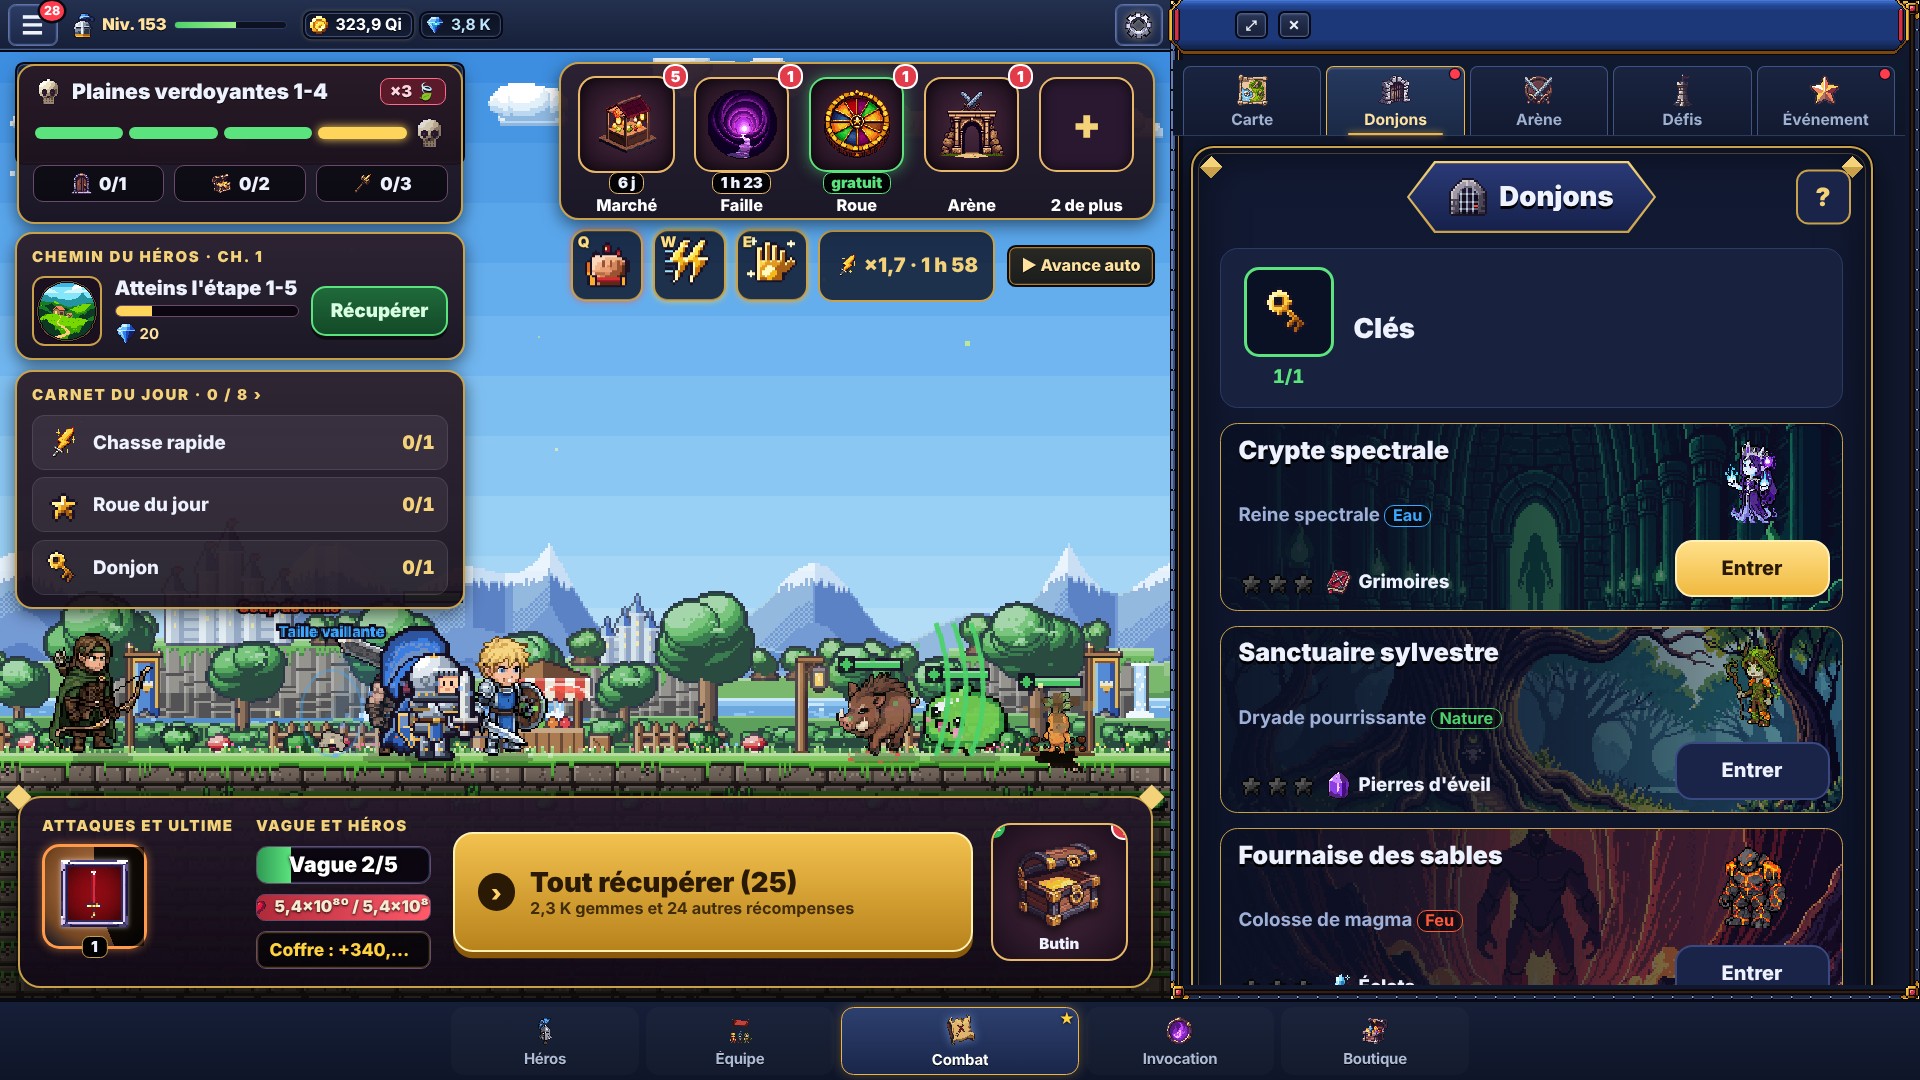 28
Niv. 153
323,9 Qi
3,8 K
Plaines verdoyantes 1-4
×3
0/1
0/2
0/3
CHEMIN DU HÉROS · CH. 1
Atteins l'étape 1-5
20
Récupérer
CARNET DU JOUR · 0 / 8 ›
Chasse rapide
0/1
Roue du jour
0/1
Donjon
0/1
5
6 j
Marché
1
1 h 23
Faille
1
gratuit
Roue
1
Arène
+
2 de plus
Q
W
E
×1,7 · 1 h 58
Avance auto
Taille vaillante
ATTAQUES ET ULTIME
1
VAGUE ET HÉROS
Vague 2/5
5,4×10⁸⁰ / 5,4×10⁸
Coffre : +340,...
Tout récupérer (25)
2,3 K gemmes et 24 autres récompenses
Butin
Carte
Donjons
Arène
Défis
Événement
Donjons
?
Clés
1/1
Crypte spectrale
Reine spectrale Eau
Grimoires
Entrer
Sanctuaire sylvestre
Dryade pourrissante Nature
Pierres d'éveil
Entrer
Fournaise des sables
Colosse de magma Feu
Entrer
Héros
Équipe
Combat
Invocation
Boutique